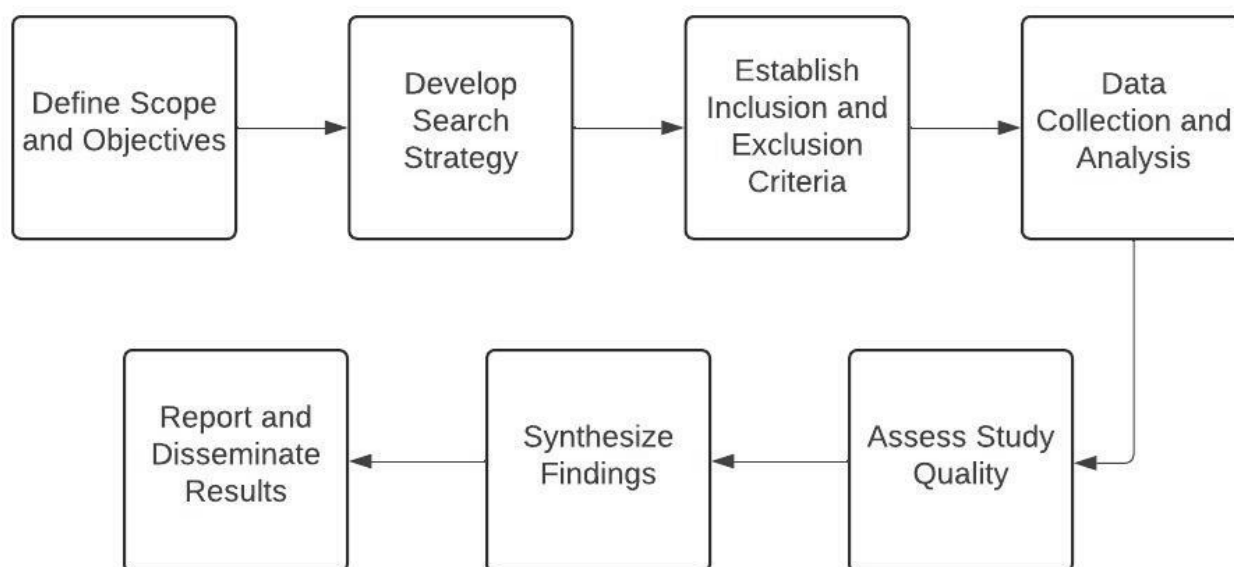 Define Scope
and Objectives
Develop
Search
Strategy
Establish
Inclusion and
Exclusion
Criteria
Data
Collection and
Analysis
Assess Study
Quality
Synthesize
Findings
Report and
Disseminate
Results